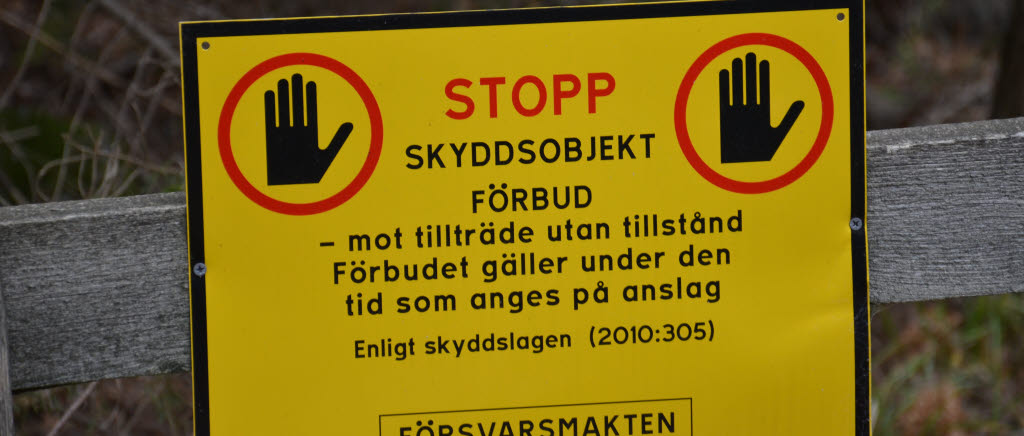 STOPP
SKYDDSOBJEKT
FÖRBUD
– mot tillträde utan tillstånd
Förbudet gäller under den
tid som anges på anslag
Enligt skyddslagen (2010:305)
FÖRSVARSMAKTEN